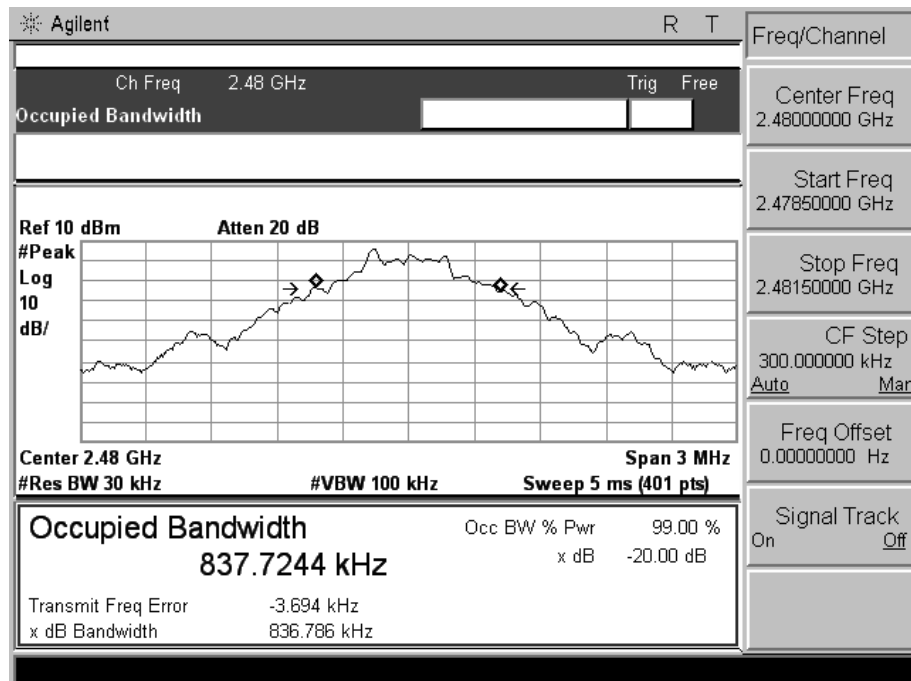 Agilent R T
Ch Freq 2.48 GHz Trig Free
Occupied Bandwidth
Ref 10 dBm Atten 20 dB
#Peak
Log
10
dB/
Center 2.48 GHz Span 3 MHz
#Res BW 30 kHz #VBW 100 kHz Sweep 5 ms (401 pts)
Occupied Bandwidth
837.7244 kHz
Occ BW % Pwr 99.00 %
x dB -20.00 dB
Transmit Freq Error -3.694 kHz
x dB Bandwidth 836.786 kHz
Freq/Channel
Center Freq
2.48000000 GHz
Start Freq
2.47850000 GHz
Stop Freq
2.48150000 GHz
CF Step
300.000000 kHz
Auto Mar
Freq Offset
0.00000000 Hz
Signal Track
On Off